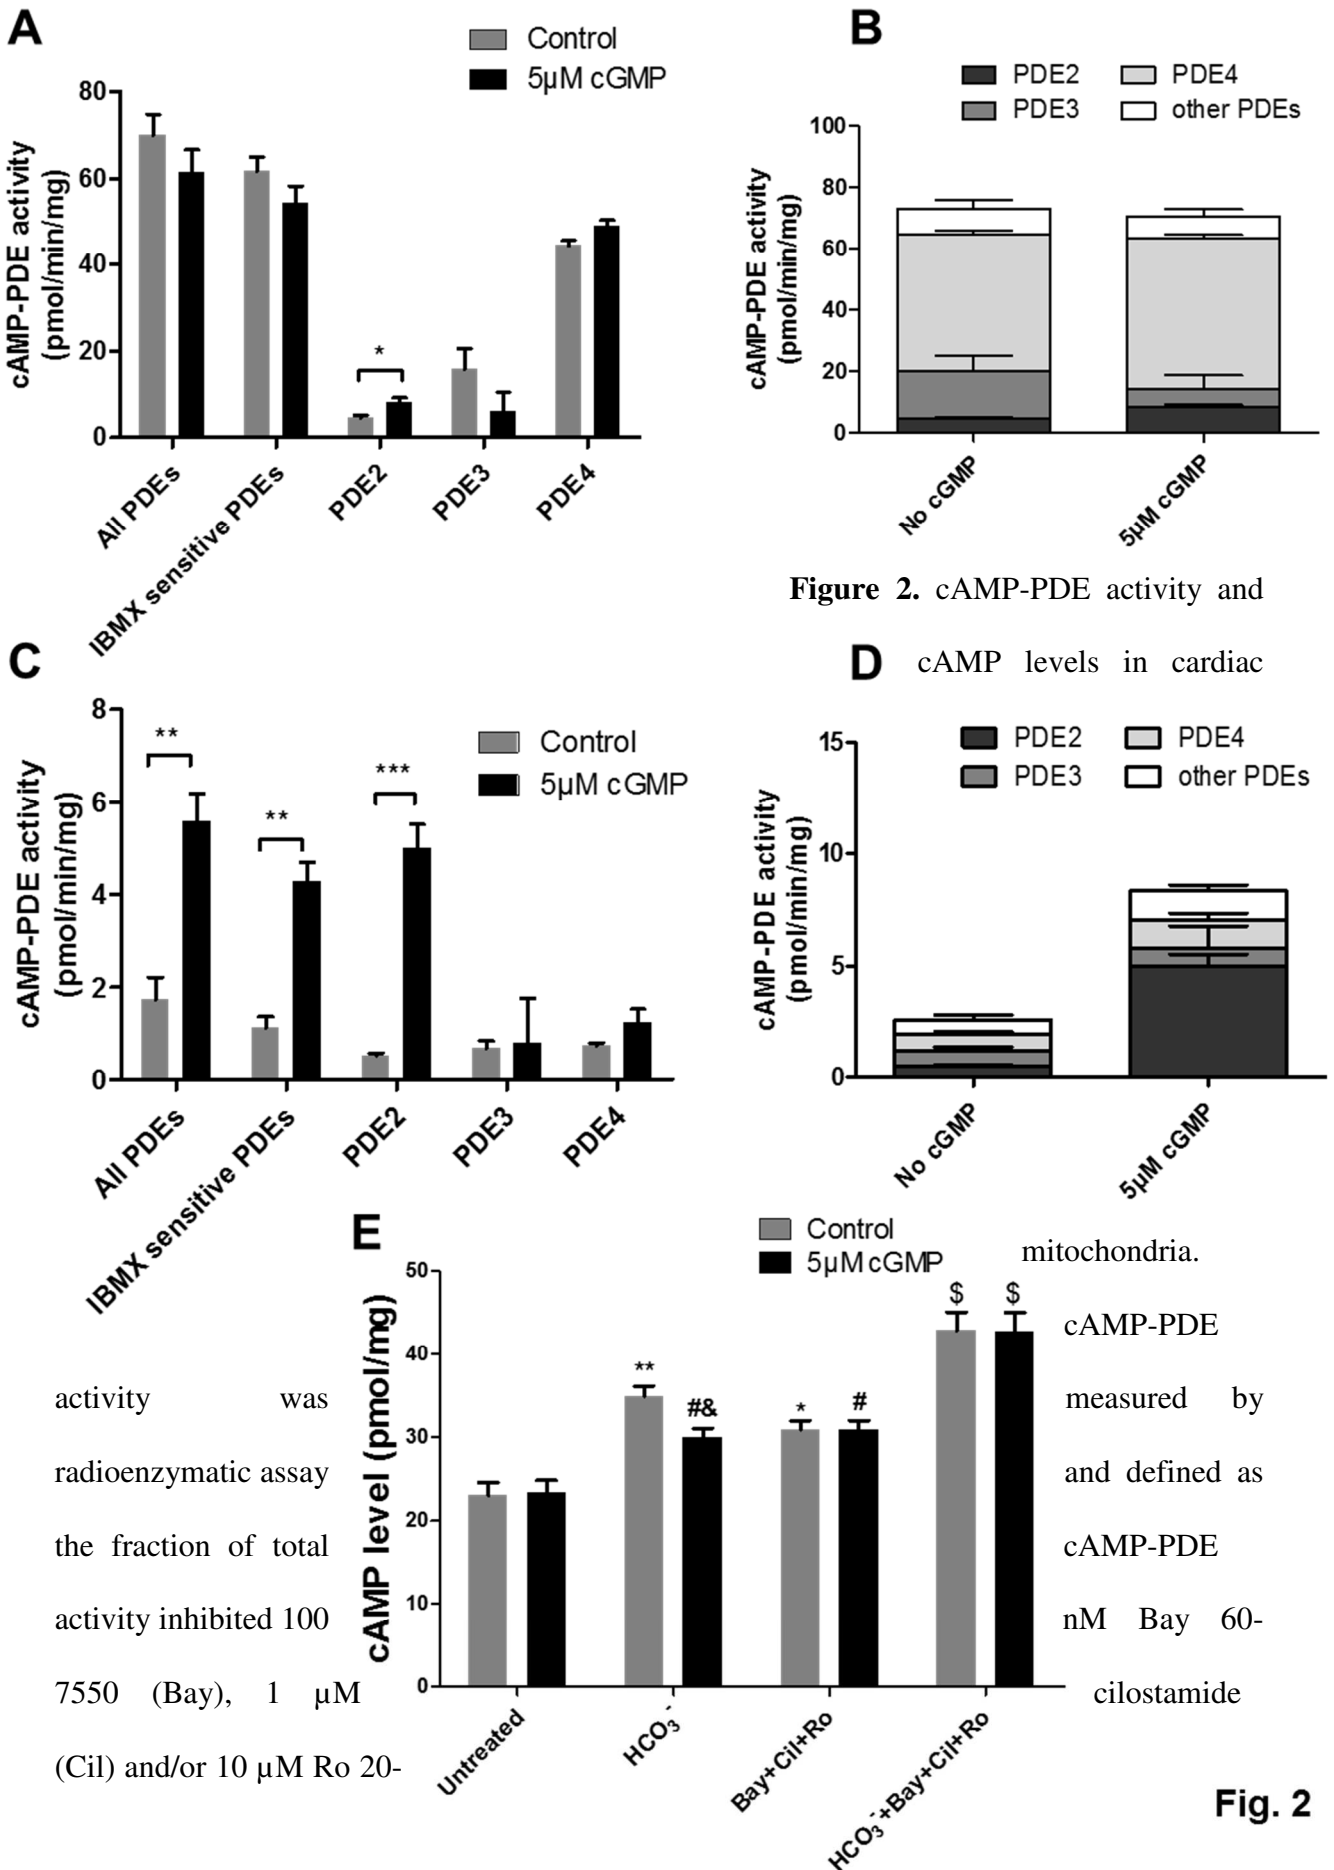 A
Control
5µM cGMP
cAMP-PDE activity
(pmol/min/mg)
80
60
40
20
0
*
All PDEs
IBMX sensitive PDEs
PDE2
PDE3
PDE4
B
PDE2
PDE4
PDE3
other PDEs
cAMP-PDE activity
(pmol/min/mg)
100
80
60
40
20
0
No cGMP
5µM cGMP
Figure 2. cAMP-PDE activity and
cAMP levels in cardiac
C
Control
5µM cGMP
cAMP-PDE activity
(pmol/min/mg)
8
6
4
2
0
**
**
***
All PDEs
IBMX sensitive PDEs
PDE2
PDE3
PDE4
D
PDE2
PDE4
PDE3
other PDEs
cAMP-PDE activity
(pmol/min/mg)
15
10
5
0
No cGMP
5µM cGMP
E
Control
5µM cGMP
cAMP level (pmol/mg)
50
40
30
20
10
0
**
#&
*
#
$
$
Untreated
HCO3-
Bay+Cil+Ro
HCO3-+Bay+Cil+Ro
mitochondria.
cAMP-PDE
activity was measured by
radioenzymatic assay and defined as
the fraction of total cAMP-PDE
activity inhibited 100 nM Bay 60-
7550 (Bay), 1 µM cilostamide
(Cil) and/or 10 µM Ro 20-
Fig. 2